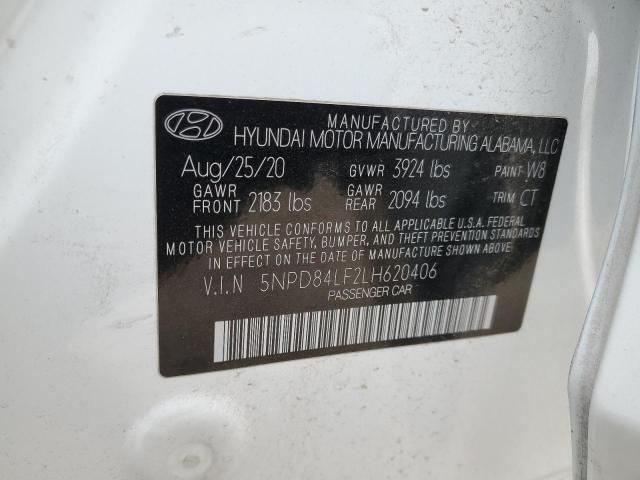 MANUFACTURED BY
HYUNDAI MOTOR MANUFACTURING ALABAMA, LLC
Aug/25/20 GVWR 3924 lbs PAINT W8
GAWR FRONT 2183 lbs GAWR REAR 2094 lbs TRIM CT
THIS VEHICLE CONFORMS TO ALL APPLICABLE U.S.A. FEDERAL
MOTOR VEHICLE SAFETY, BUMPER, AND THEFT PREVENTION STANDARDS
IN EFFECT ON THE DATE OF MANUFACTURE SHOWN ABOVE.
V.I.N 5NPD84LF2LH620406
PASSENGER CAR